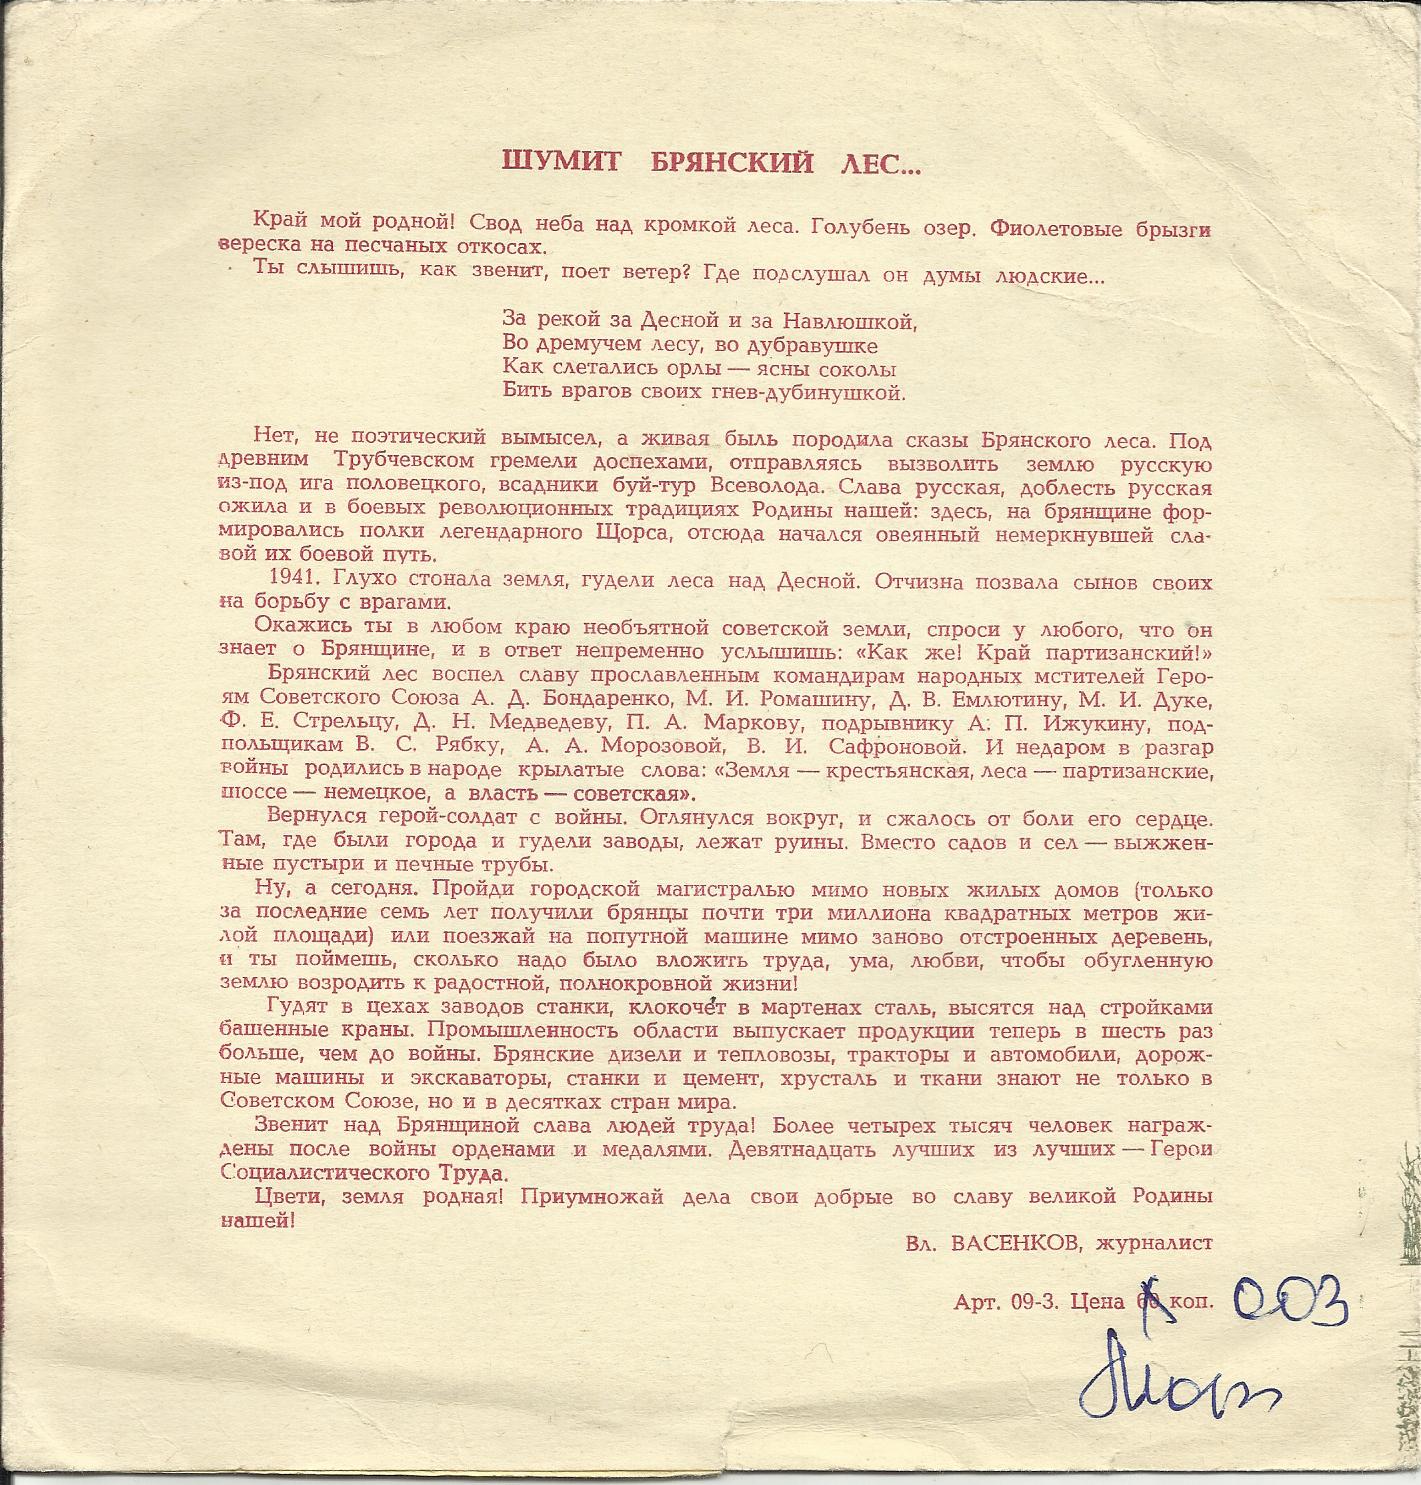 ШУМИТ БРЯНСКИЙ ЛЕС...
Край мой родной! Свод неба над кромкой леса. Голубень озер. Фиолетовые брызги
вереска на песчаных откосах.
Ты слышишь, как звенит, поет ветер? Где подслушал он думы людские...
За рекой за Десной и за Навлюшкой,
Во дремучем лесу, во дубравушке
Как слетались орлы — ясны соколы
Бить врагов своих гнев-дубинушкой.
Нет, не поэтический вымысел, а живая быль породила сказы Брянского леса. Под
древним Трубчевском гремели доспехами, отправляясь вызволить землю русскую
из-под ига половецкого, всадники буй-тур Всеволода. Слава русская, доблесть русская
ожила и в боевых революционных традициях Родины нашей: здесь, на брянщине фор-
мировались полки легендарного Щорса, отсюда начался овеянный немеркнувшей сла-
вой их боевой путь.
1941. Глухо стонала земля, гудели леса над Десной. Отчизна позвала сынов своих
на борьбу с врагами.
Окажись ты в любом краю необъятной советской земли, спроси у любого, что он
знает о Брянщине, и в ответ непременно услышишь: «Как же! Край партизанский!»
Брянский лес воспел славу прославленным командирам народных мстителей Геро-
ям Советского Союза А. Д. Бондаренко, М. И. Ромашину, Д. В. Емлютину, М. И. Дуке,
Ф. Е. Стрельцу, Д. Н. Медведеву, П. А. Маркову, подрывнику А. П. Ижукину, под-
польщикам В. С. Рябку, А. А. Морозовой, В. И. Сафроновой. И недаром в разгар
войны родились в народе крылатые слова: «Земля — крестьянская, леса — партизанские,
шоссе — немецкое, а власть — советская».
Вернулся герой-солдат с войны. Оглянулся вокруг, и сжалось от боли его сердце.
Там, где были города и гудели заводы, лежат руины. Вместо садов и сел — выжжен-
ные пустыри и печные трубы.
Ну, а сегодня. Пройди городской магистралью мимо новых жилых домов (только
за последние семь лет получили брянцы почти три миллиона квадратных метров жи-
лой площади) или поезжай на попутной машине мимо заново отстроенных деревень,
и ты поймешь, сколько надо было вложить труда, ума, любви, чтобы обугленную
землю возродить к радостной, полнокровной жизни!
Гудят в цехах заводов станки, клокочет в мартенах сталь, высятся над стройками
башенные краны. Промышленность области выпускает продукции теперь в шесть раз
больше, чем до войны. Брянские дизели и тепловозы, тракторы и автомобили, дорож-
ные машины и экскаваторы, станки и цемент, хрусталь и ткани знают не только в
Советском Союзе, но и в десятках стран мира.
Звенит над Брянщиной слава людей труда! Более четырех тысяч человек награж-
дены после войны орденами и медалями. Девятнадцать лучших из лучших — Герои
Социалистического Труда.
Цвети, земля родная! Приумножай дела свои добрые во славу великой Родины
нашей!
Вл. ВАСЕНКОВ, журналист
Арт. 09-3. Цена коп. 003